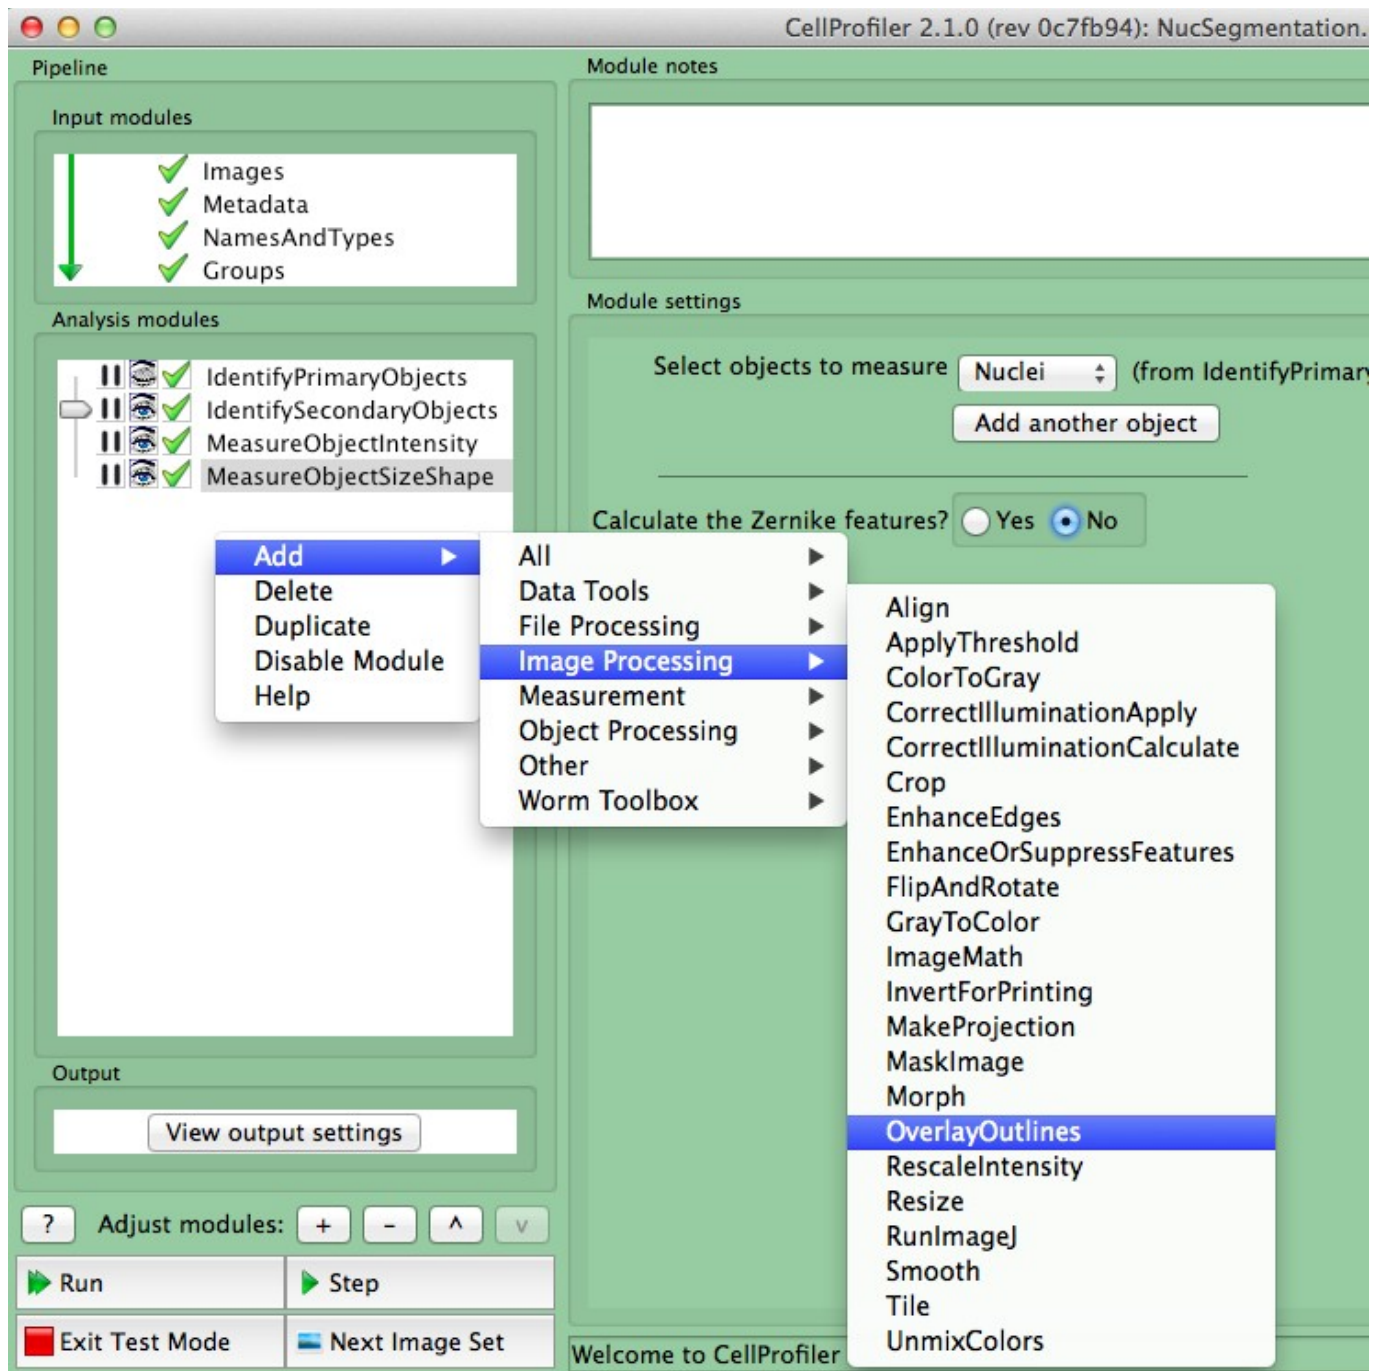 CellProfiler 2.1.0 (rev 0c7fb94): NucSegmentation.
Pipeline
Input modules
Images
Metadata
NamesAndTypes
Groups
Analysis modules
IdentifyPrimaryObjects
IdentifySecondaryObjects
MeasureObjectIntensity
MeasureObjectSizeShape
Module notes
Module settings
Select objects to measure Nuclei (from IdentifyPrimary
Add another object
Calculate the Zernike features? Yes No
Add
Delete
Duplicate
Disable Module
Help
All
Data Tools
File Processing
Image Processing
Measurement
Object Processing
Other
Worm Toolbox
Align
ApplyThreshold
ColorToGray
CorrectIlluminationApply
CorrectIlluminationCalculate
Crop
EnhanceEdges
EnhanceOrSuppressFeatures
FlipAndRotate
GrayToColor
ImageMath
InvertForPrinting
MakeProjection
MaskImage
Morph
OverlayOutlines
RescaleIntensity
Resize
RunImageJ
Smooth
Tile
UnmixColors
Output
View output settings
? Adjust modules: + - ^ v
Run
Step
Exit Test Mode
Next Image Set
Welcome to CellProfiler